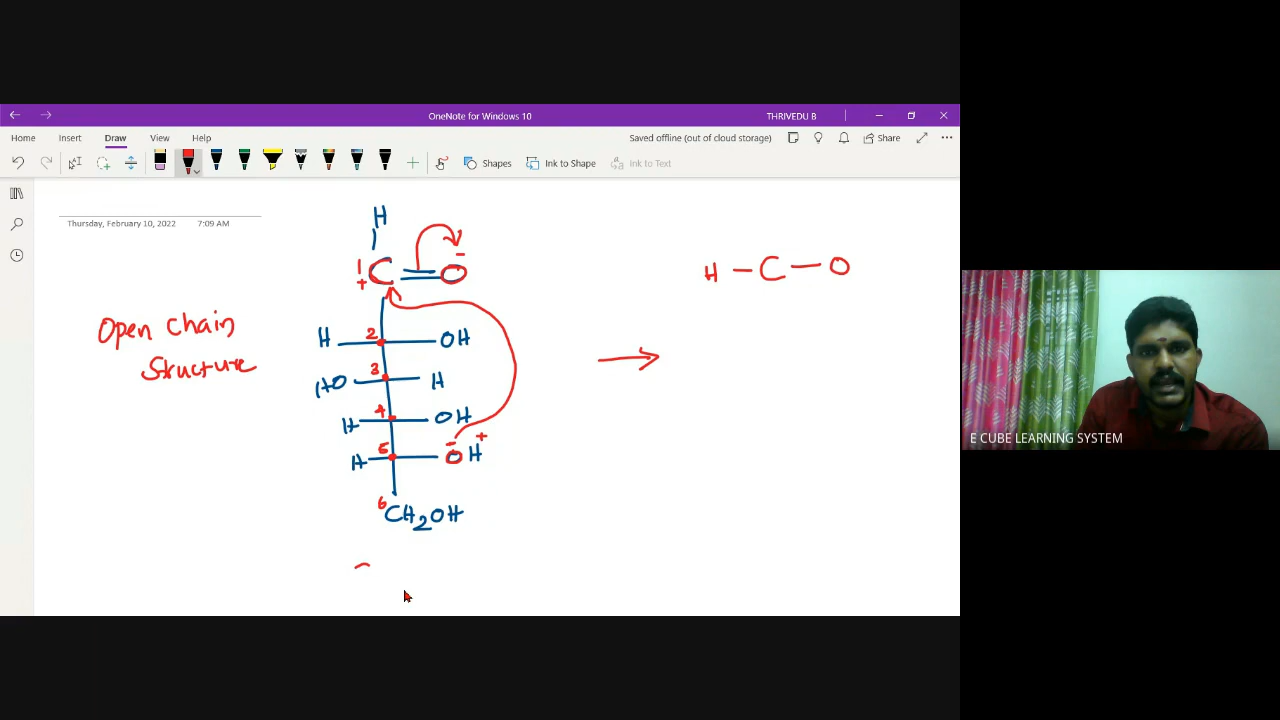 OneNote for Windows 10
THRIVEDU B
Home Insert Draw View Help
Saved offline (out of cloud storage)
Share
Shapes
Ink to Shape
Ink to Text
Thursday, February 10, 2022 7:09 AM
H
1 C = O -
+
2
H OH
3
HO H
4
H OH
5 - +
H OH
6
CH2OH
Open Chain
Structure
H - C - O
E CUBE LEARNING SYSTEM